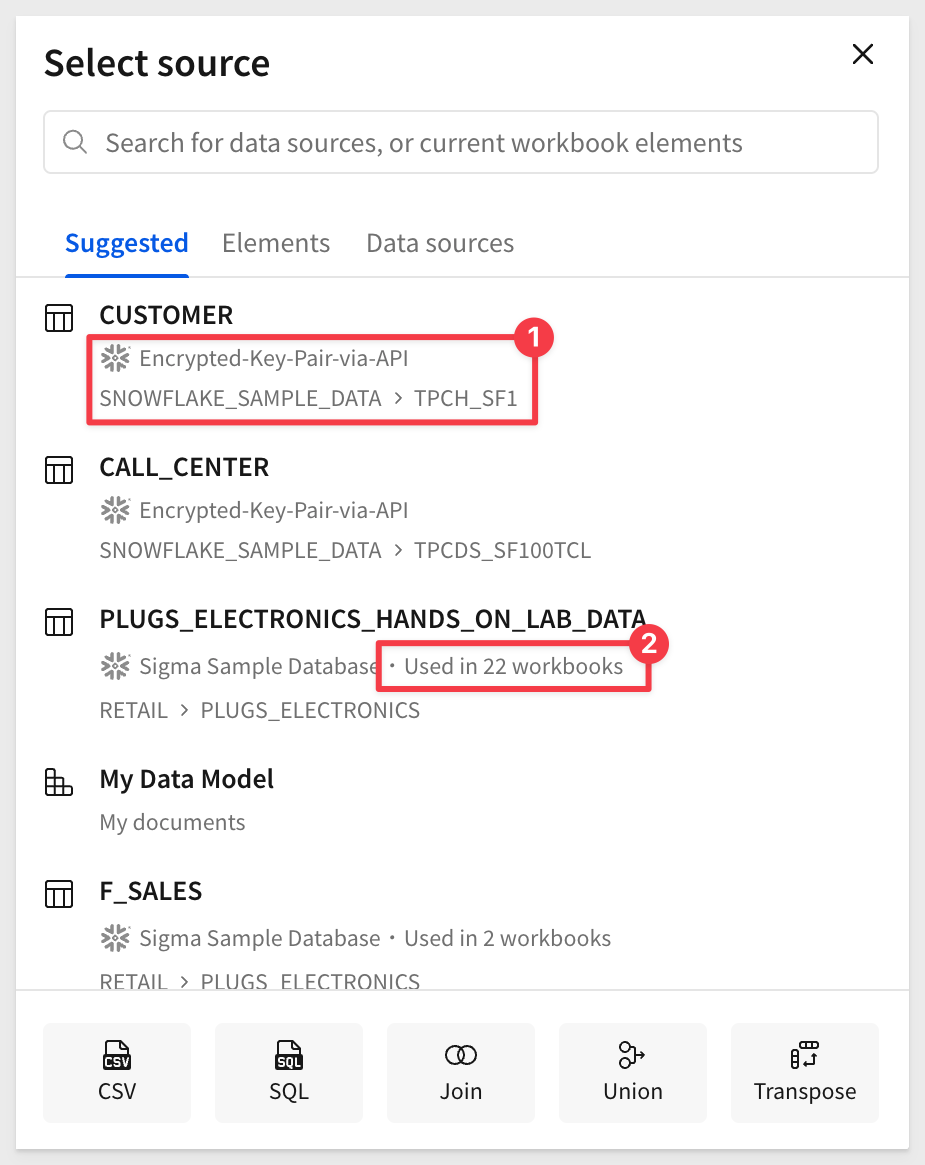 Select source
Search for data sources, or current workbook elements
Suggested Elements Data sources
CUSTOMER
1
Encrypted-Key-Pair-via-API
SNOWFLAKE_SAMPLE_DATA > TPCH_SF1
CALL_CENTER
Encrypted-Key-Pair-via-API
SNOWFLAKE_SAMPLE_DATA > TPCDS_SF100TCL
PLUGS_ELECTRONICS_HANDS_ON_LAB_DATA
2
Sigma Sample Database · Used in 22 workbooks
RETAIL > PLUGS_ELECTRONICS
My Data Model
My documents
F_SALES
Sigma Sample Database · Used in 2 workbooks
RETAIL > PLUGS_ELECTRONICS
CSV SQL
CSV SQL Join Union Transpose